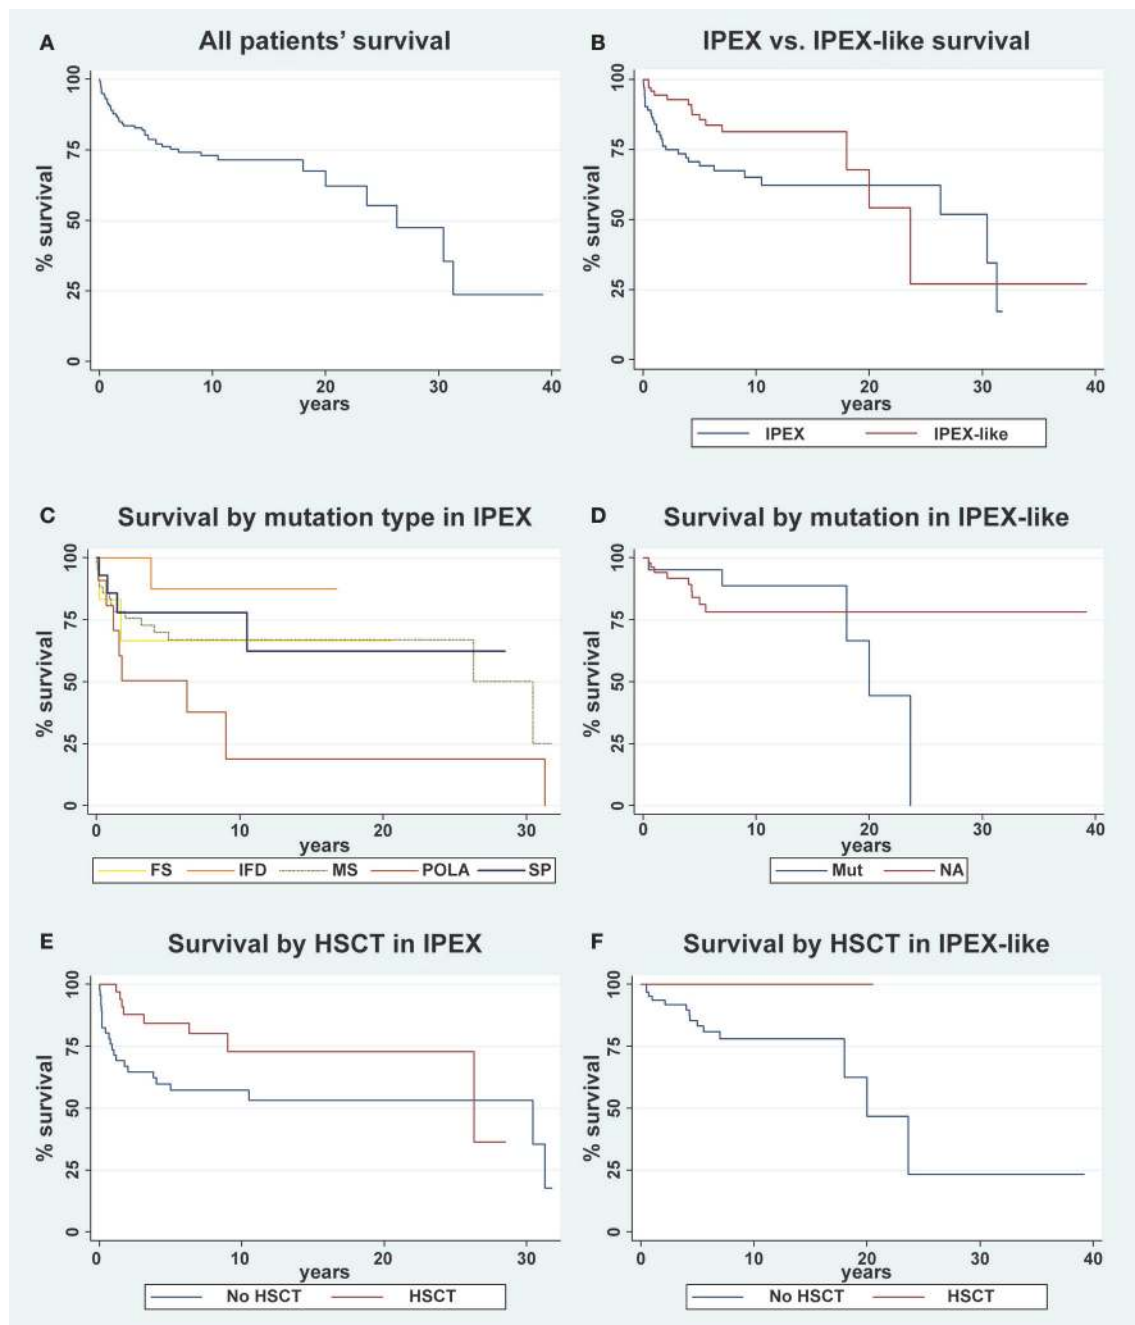 A All patients' survival
% survival
100
75
50
25
0
0 10 20 30 40
years
B IPEX vs. IPEX-like survival
% survival
100
75
50
25
0
0 10 20 30 40
years
IPEX IPEX-like
C Survival by mutation type in IPEX
% survival
100
75
50
25
0
0 10 20 30
years
FS IFD MS POLA SP
D Survival by mutation in IPEX-like
% survival
100
75
50
25
0
0 10 20 30 40
years
Mut NA
E Survival by HSCT in IPEX
% survival
100
75
50
25
0
0 10 20 30
years
No HSCT HSCT
F Survival by HSCT in IPEX-like
% survival
100
75
50
25
0
0 10 20 30 40
years
No HSCT HSCT